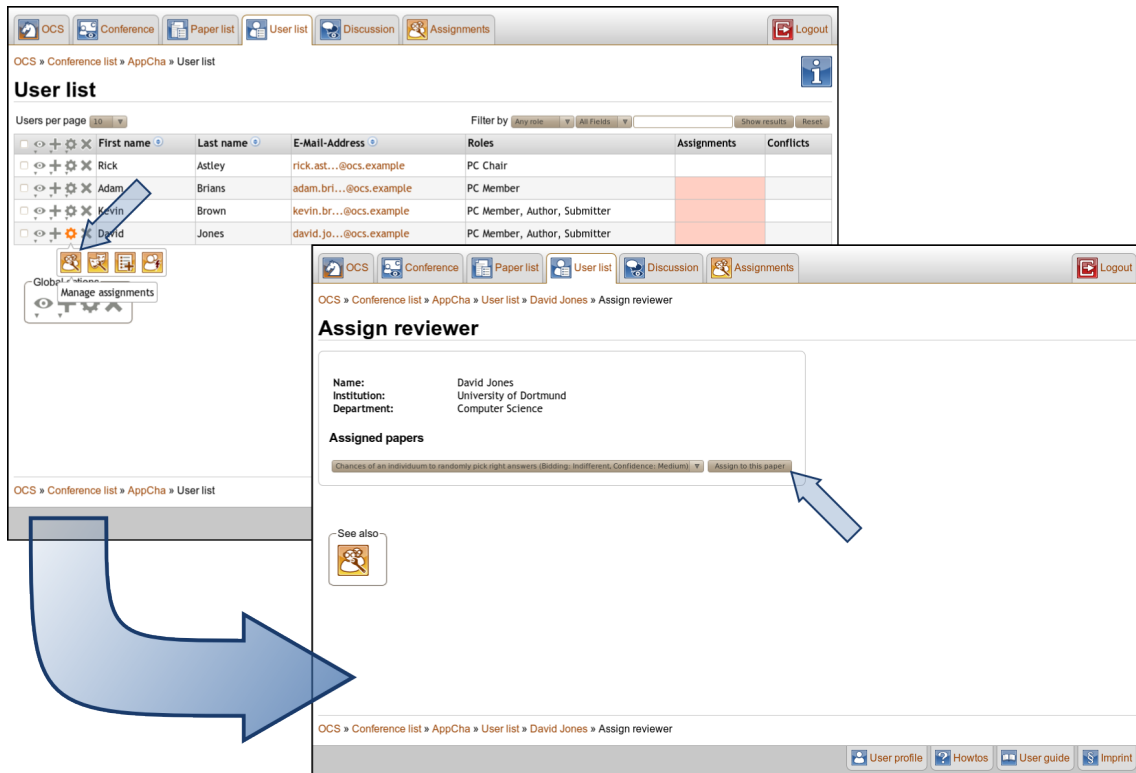 OCS Conference Paper list User list Discussion Assignments Logout
OCS » Conference list » AppCha » User list
User list
Users per page 10 Filter by Any role All Fields Show results Reset
First name Last name E-Mail-Address Roles Assignments Conflicts
Rick Astley rick.ast...@ocs.example PC Chair
Adam Brians adam.bri...@ocs.example PC Member
Kevin Brown kevin.br...@ocs.example PC Member, Author, Submitter
David Jones david.jo...@ocs.example PC Member, Author, Submitter
Global actions
Manage assignments
OCS » Conference list » AppCha » User list
OCS Conference Paper list User list Discussion Assignments Logout
OCS » Conference list » AppCha » User list » David Jones » Assign reviewer
Assign reviewer
Name: David Jones
Institution: University of Dortmund
Department: Computer Science
Assigned papers
Chances of an individuum to randomly pick right answers (Bidding: Indifferent, Confidence: Medium) Assign to this paper
See also
OCS » Conference list » AppCha » User list » David Jones » Assign reviewer
User profile Howtos User guide Imprint